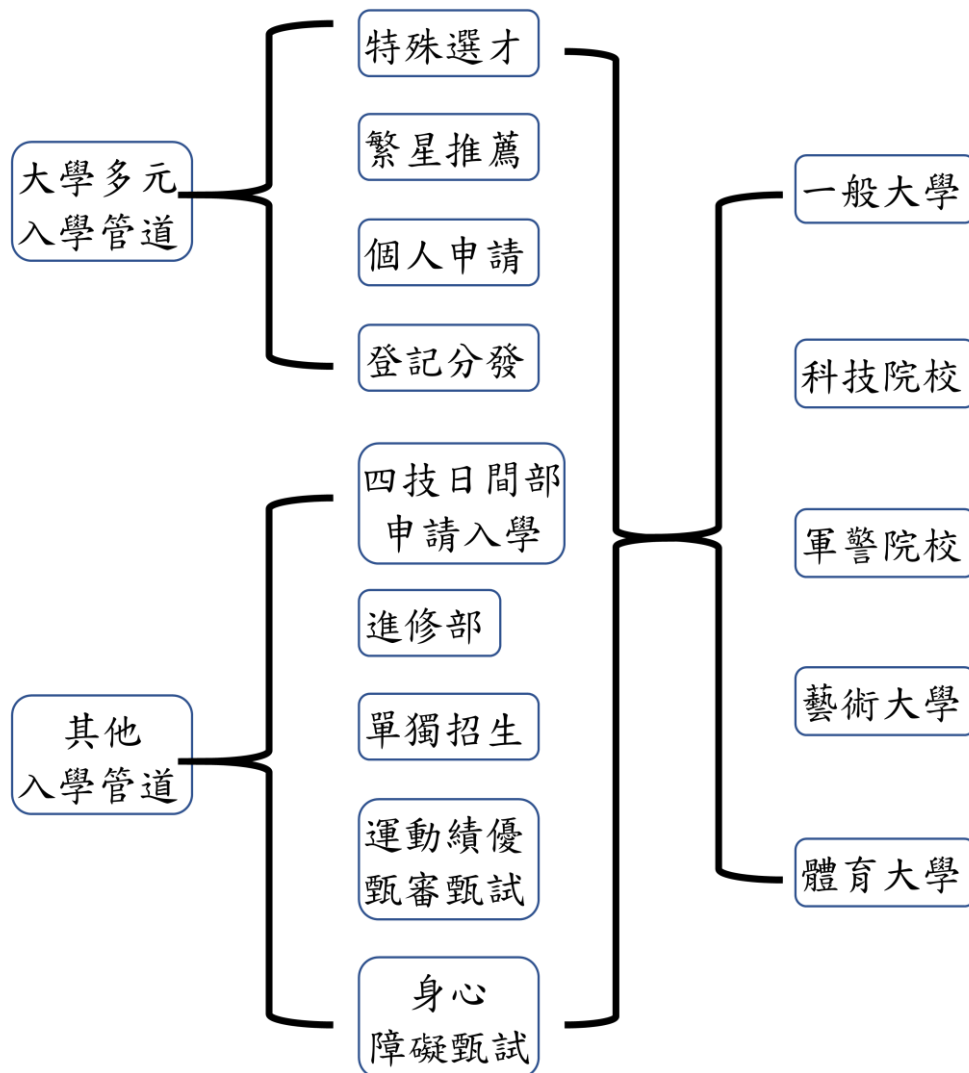 大學多元
入學管道
特殊選才
繁星推薦
個人申請
登記分發
其他
入學管道
四技日間部
申請入學
進修部
單獨招生
運動績優
甄審甄試
身心
障礙甄試
一般大學
科技院校
軍警院校
藝術大學
體育大學